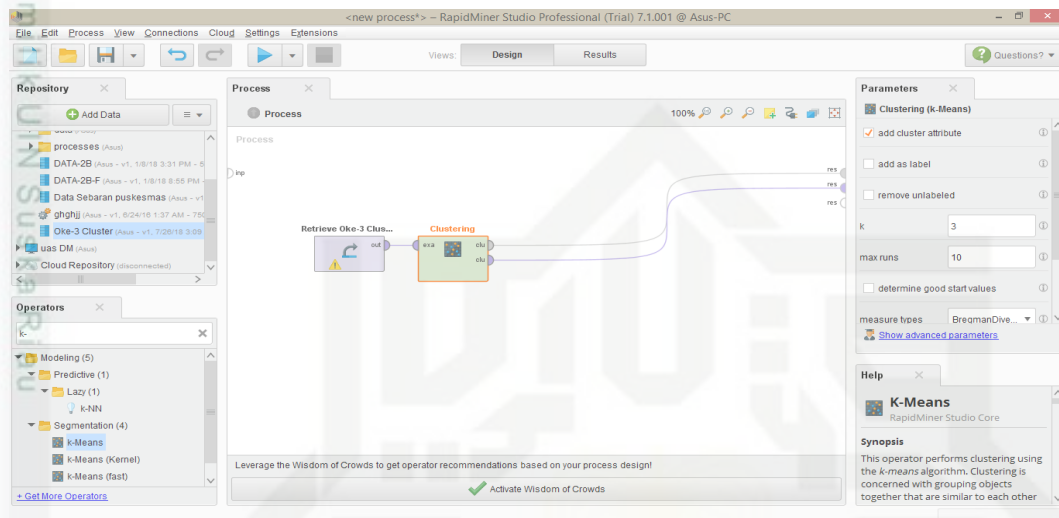 <new process*> – RapidMiner Studio Professional (Trial) 7.1.001 @ Asus-PC
File Edit Process View Connections Cloud Settings Extensions
Views: Design Results
Questions?
Repository
Add Data
processes (Asus)
DATA-2B (Asus - v1, 1/8/18 3:31 PM - 5
DATA-2B-F (Asus - v1, 1/8/18 8:55 PM -
Data Sebaran puskesmas (Asus - v1
ghghjj (Asus - v1, 6/24/16 1:37 AM - 750
Oke-3 Cluster (Asus - v1, 7/26/18 3:09
uas DM (Asus)
Cloud Repository (disconnected)
Operators
k-
Modeling (5)
Predictive (1)
Lazy (1)
k-NN
Segmentation (4)
k-Means
k-Means (Kernel)
k-Means (fast)
+ Get More Operators
Process
Process
100%
Process
inp
res
res
res
Retrieve Oke-3 Clus...
out
Clustering
exa
clu
clu
Leverage the Wisdom of Crowds to get operator recommendations based on your process design!
Activate Wisdom of Crowds
Parameters
Clustering (k-Means)
add cluster attribute
add as label
remove unlabeled
k 3
max runs 10
determine good start values
measure types BregmanDive...
Show advanced parameters
Help
K-Means
RapidMiner Studio Core
Synopsis
This operator performs clustering using
the k-means algorithm. Clustering is
concerned with grouping objects
together that are similar to each other
mik UIN Suska Riau